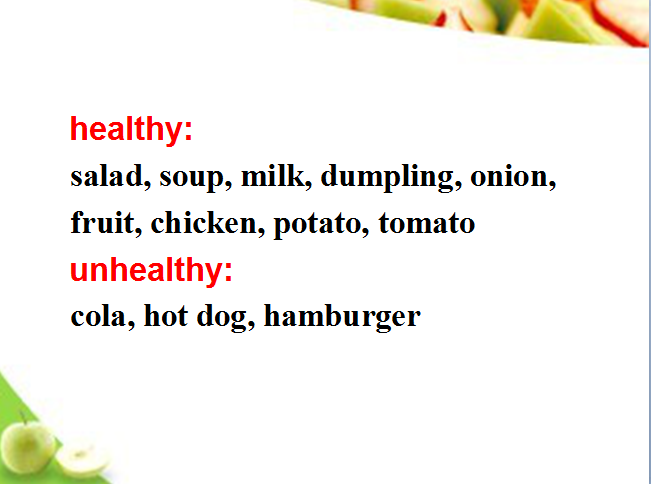 healthy:
salad, soup, milk, dumpling, onion,
fruit, chicken, potato, tomato
unhealthy:
cola, hot dog, hamburger